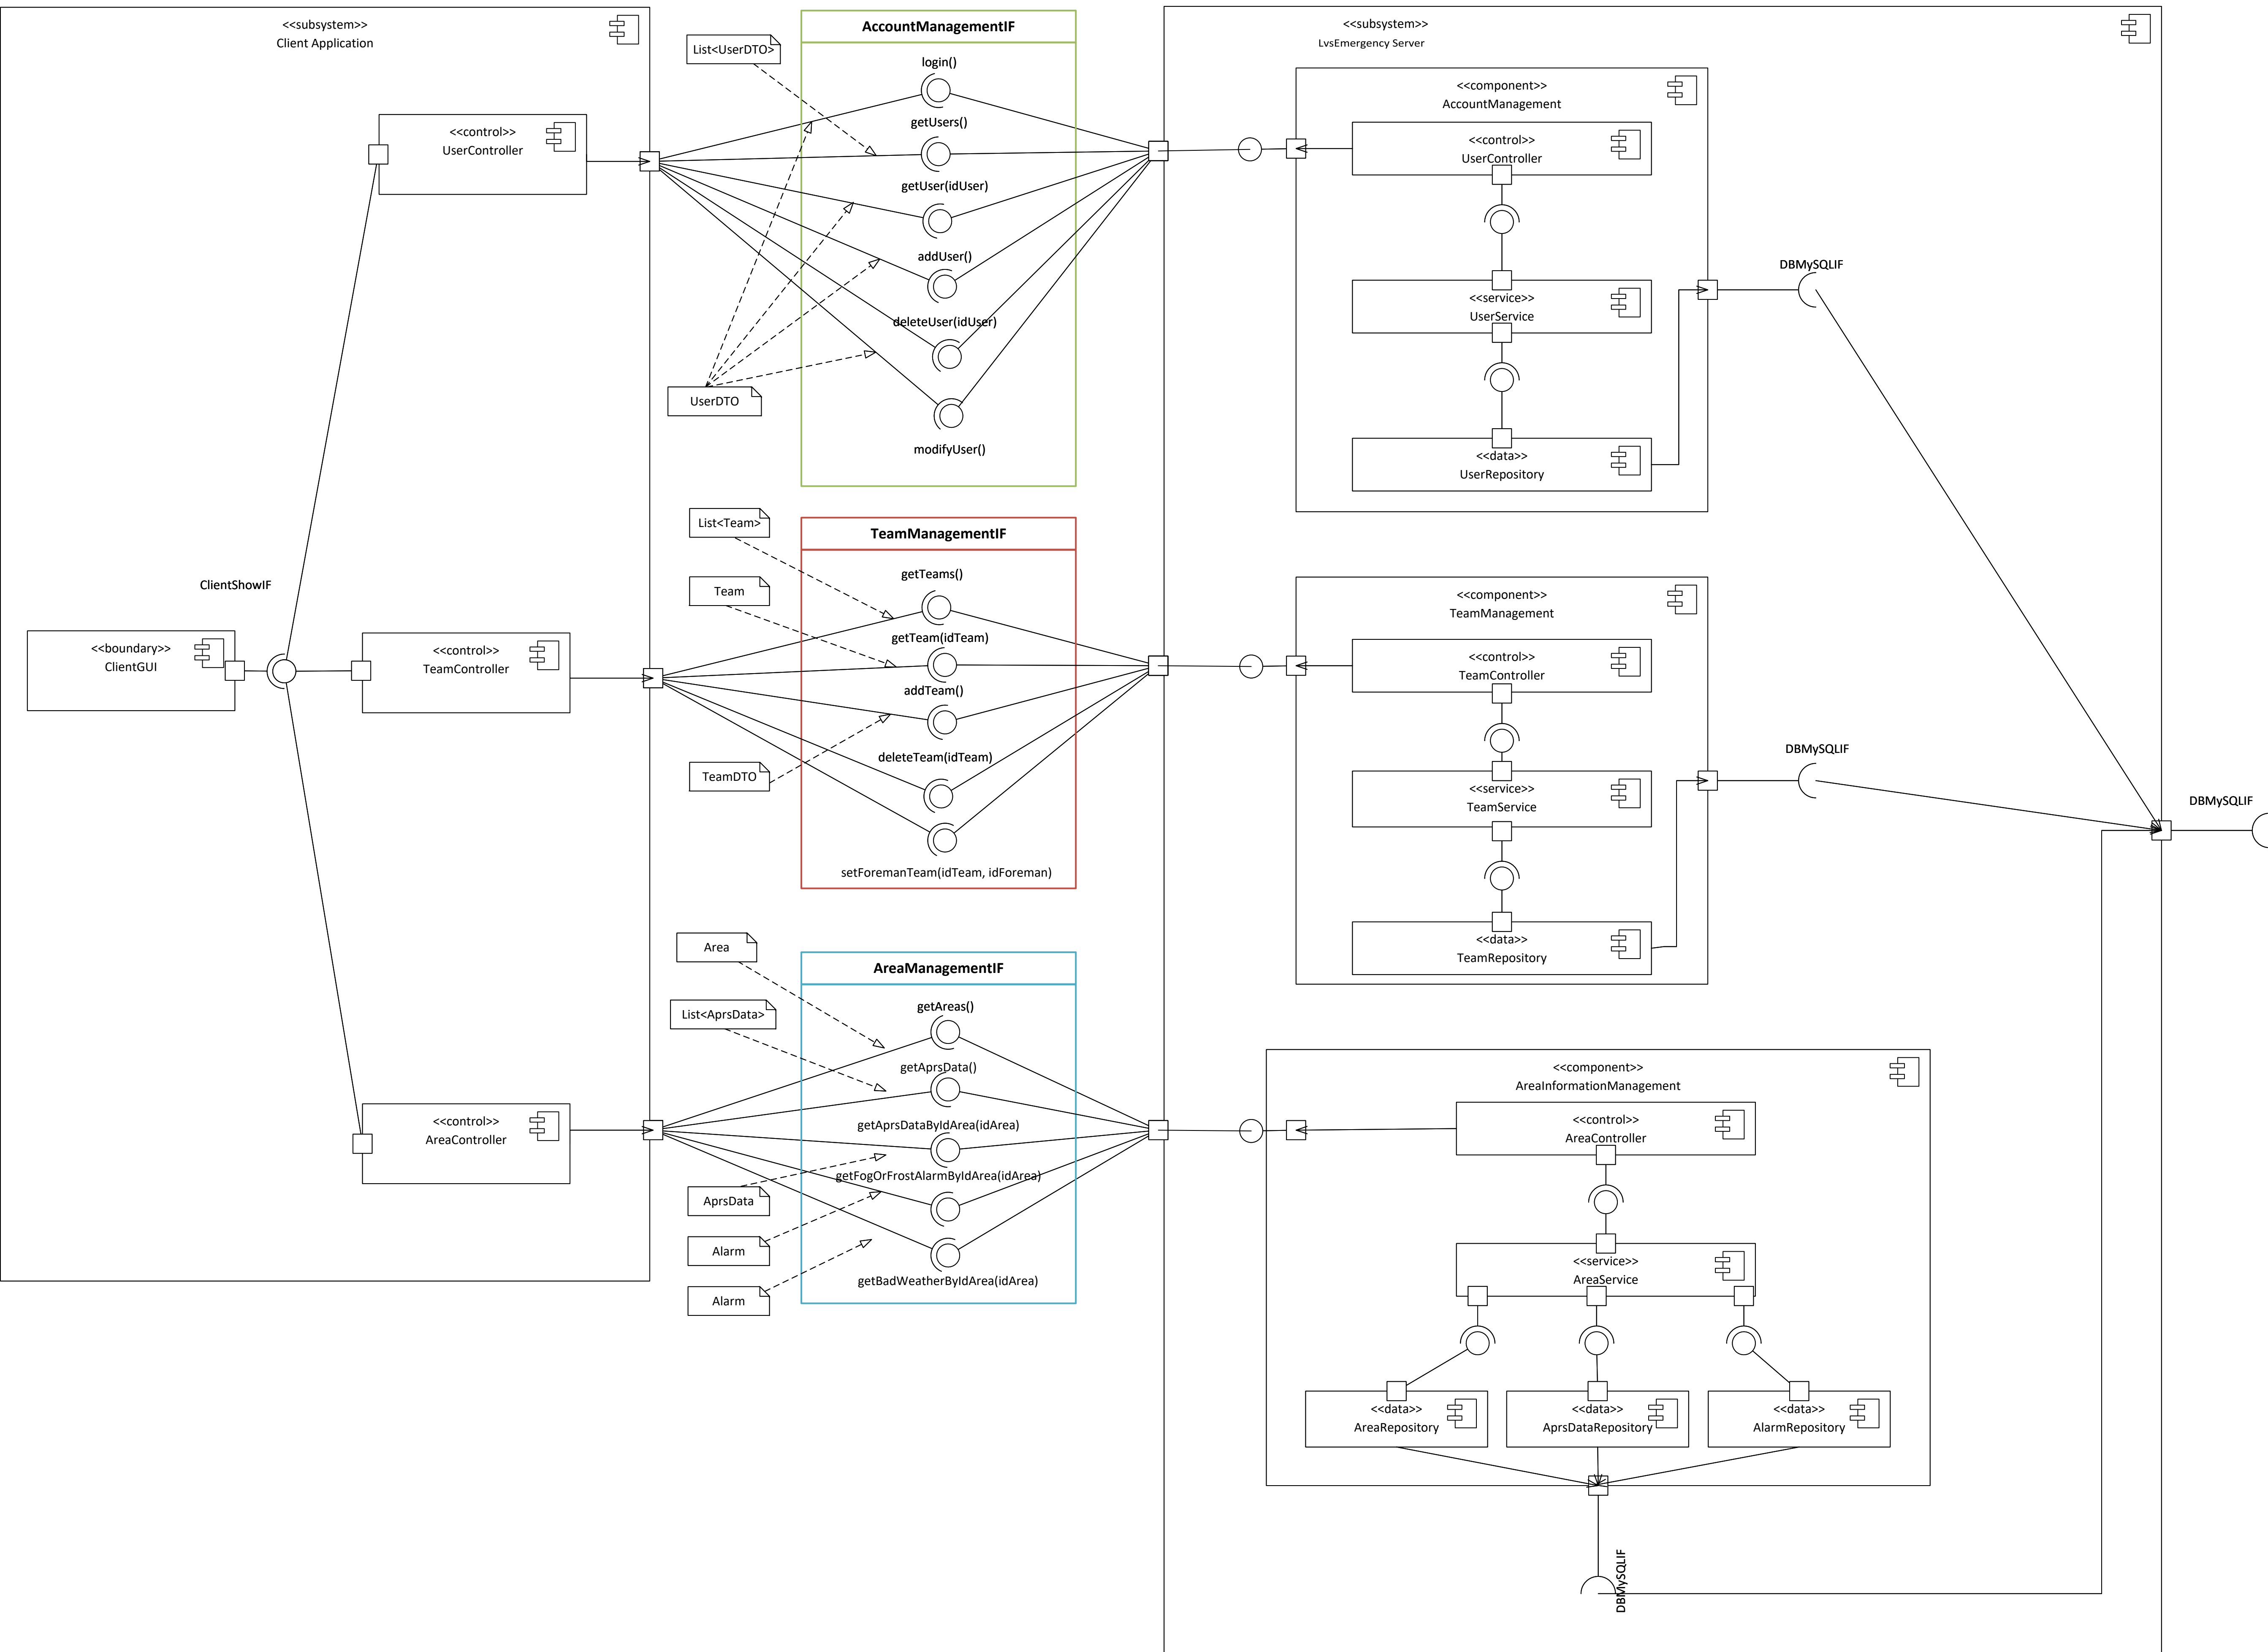 <<subsystem>>
Client Application
<<control>>
UserController
ClientShowIF
<<boundary>>
ClientGUI
<<control>>
TeamController
<<control>>
AreaController
AccountManagementIF
List<UserDTO>
login()
getUsers()
getUser(idUser)
addUser()
deleteUser(idUser)
UserDTO
modifyUser()
TeamManagementIF
List<Team>
getTeams()
Team
getTeam(idTeam)
addTeam()
deleteTeam(idTeam)
TeamDTO
setForemanTeam(idTeam, idForeman)
AreaManagementIF
Area
getAreas()
List<AprsData>
getAprsData()
getAprsDataByIdArea(idArea)
getFogOrFrostAlarmByIdArea(idArea)
AprsData
Alarm
getBadWeatherByIdArea(idArea)
Alarm
<<subsystem>>
LvsEmergency Server
<<component>>
AccountManagement
<<control>>
UserController
<<service>>
UserService
<<data>>
UserRepository
DBMySQLIF
<<component>>
TeamManagement
<<control>>
TeamController
<<service>>
TeamService
<<data>>
TeamRepository
DBMySQLIF
DBMySQLIF
<<component>>
AreaInformationManagement
<<control>>
AreaController
<<service>>
AreaService
<<data>>
AreaRepository
<<data>>
AprsDataRepository
<<data>>
AlarmRepository
DBMySQLIF